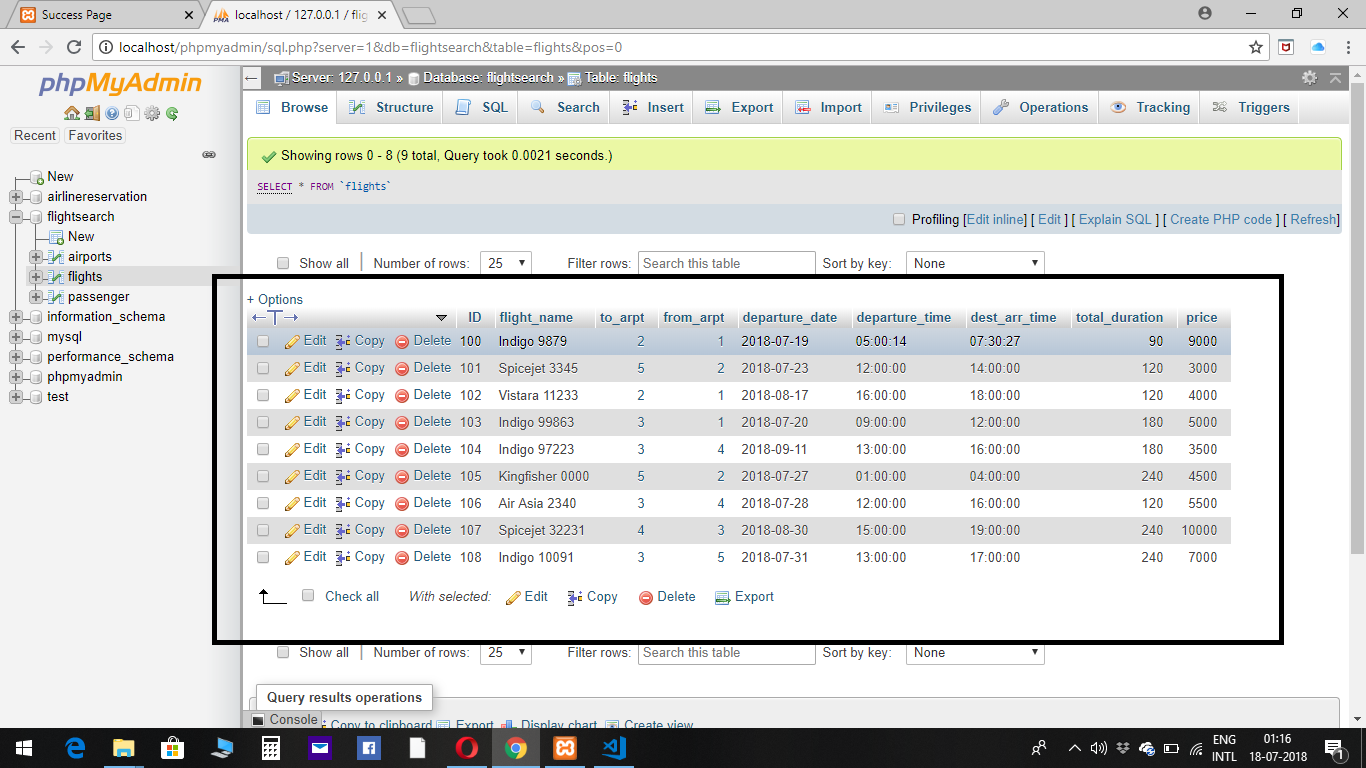 Success Page
localhost / 127.0.0.1 / flig
localhost/phpmyadmin/sql.php?server=1&db=flightsearch&table=flights&pos=0
phpMyAdmin
Recent Favorites
New
airlinereservation
flightsearch
New
airports
flights
passenger
information_schema
mysql
performance_schema
phpmyadmin
test
Server: 127.0.0.1 » Database: flightsearch » Table: flights
Browse Structure SQL Search Insert Export Import Privileges Operations Tracking Triggers
Showing rows 0 - 8 (9 total, Query took 0.0021 seconds.)
SELECT * FROM `flights`
Profiling [Edit inline] [ Edit ] [ Explain SQL ] [ Create PHP code ] [ Refresh]
Show all | Number of rows: 25 Filter rows: Search this table Sort by key: None
+ Options
ID flight_name to_arpt from_arpt departure_date departure_time dest_arr_time total_duration price
Edit Copy Delete 100 Indigo 9879 2 1 2018-07-19 05:00:14 07:30:27 90 9000
Edit Copy Delete 101 Spicejet 3345 5 2 2018-07-23 12:00:00 14:00:00 120 3000
Edit Copy Delete 102 Vistara 11233 2 1 2018-08-17 16:00:00 18:00:00 120 4000
Edit Copy Delete 103 Indigo 99863 3 1 2018-07-20 09:00:00 12:00:00 180 5000
Edit Copy Delete 104 Indigo 97223 3 4 2018-09-11 13:00:00 16:00:00 180 3500
Edit Copy Delete 105 Kingfisher 0000 5 2 2018-07-27 01:00:00 04:00:00 240 4500
Edit Copy Delete 106 Air Asia 2340 3 4 2018-07-28 12:00:00 16:00:00 120 5500
Edit Copy Delete 107 Spicejet 32231 4 3 2018-08-30 15:00:00 19:00:00 240 10000
Edit Copy Delete 108 Indigo 10091 3 5 2018-07-31 13:00:00 17:00:00 240 7000
Check all With selected: Edit Copy Delete Export
Show all | Number of rows: 25 Filter rows: Search this table Sort by key: None
Query results operations
Console Copy to clipboard Export Display chart Create view
ENG 01:16
INTL 18-07-2018
1